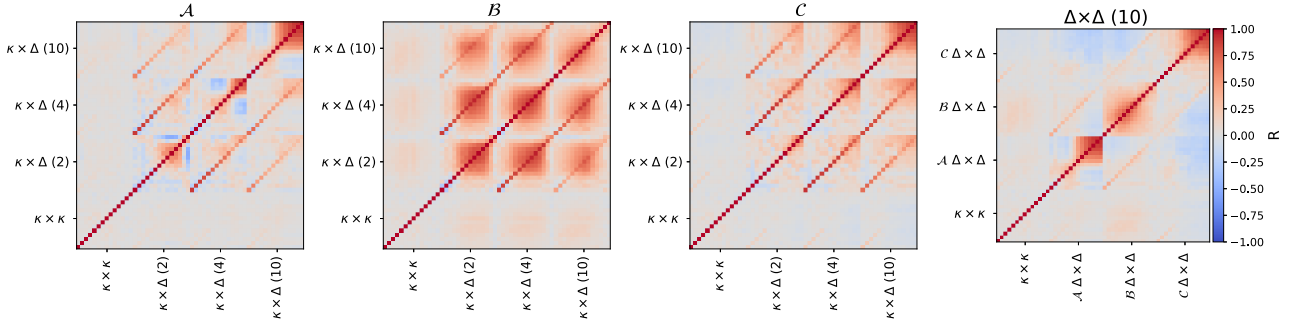 𝒜
κ × Δ (10)
κ × Δ (4)
κ × Δ (2)
κ × κ
κ × κ
κ × Δ (2)
κ × Δ (4)
κ × Δ (10)
ℬ
κ × Δ (10)
κ × Δ (4)
κ × Δ (2)
κ × κ
κ × κ
κ × Δ (2)
κ × Δ (4)
κ × Δ (10)
𝒞
κ × Δ (10)
κ × Δ (4)
κ × Δ (2)
κ × κ
κ × κ
κ × Δ (2)
κ × Δ (4)
κ × Δ (10)
Δ×Δ (10)
𝒞 Δ × Δ
ℬ Δ × Δ
𝒜 Δ × Δ
κ × κ
κ × κ
𝒜 Δ × Δ
ℬ Δ × Δ
𝒞 Δ × Δ
1.00
0.75
0.50
0.25
0.00
−0.25
−0.50
−0.75
−1.00
R